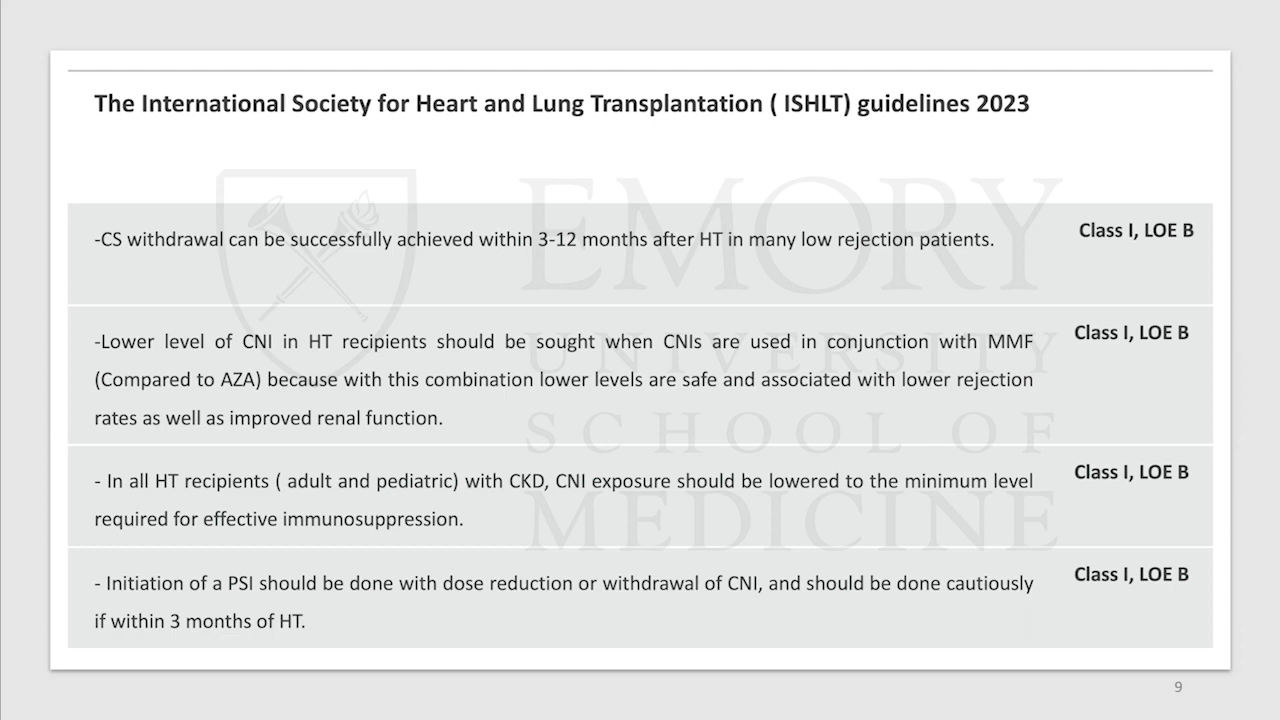 The International Society for Heart and Lung Transplantation ( ISHLT) guidelines 2023
-CS withdrawal can be successfully achieved within 3-12 months after HT in many low rejection patients.
Class I, LOE B
-Lower level of CNI in HT recipients should be sought when CNIs are used in conjunction with MMF
(Compared to AZA) because with this combination lower levels are safe and associated with lower rejection
rates as well as improved renal function.
Class I, LOE B
- In all HT recipients ( adult and pediatric) with CKD, CNI exposure should be lowered to the minimum level
required for effective immunosuppression.
Class I, LOE B
- Initiation of a PSI should be done with dose reduction or withdrawal of CNI, and should be done cautiously
if within 3 months of HT.
Class I, LOE B
EMORY
UNIVERSITY
SCHOOL OF
MEDICINE
9